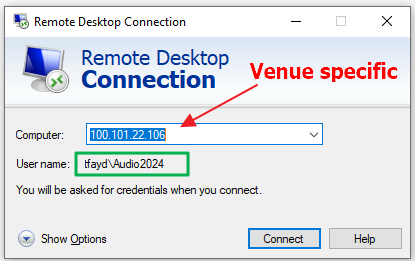 Remote Desktop Connection
Remote Desktop
Connection
Venue specific
Computer: 100.101.22.106
User name: tfayd\Audio2024
You will be asked for credentials when you connect.
Show Options
Connect
Help